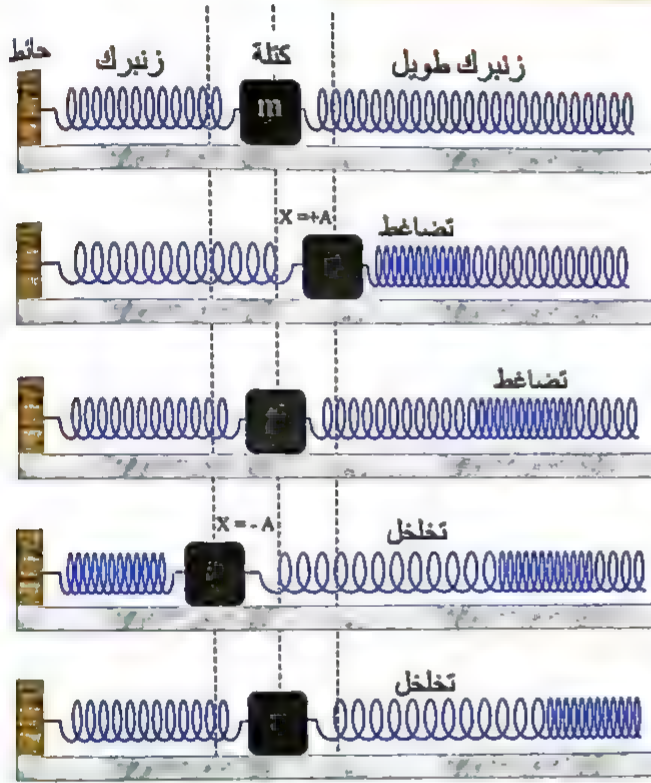 حائط
زنبرك
كتلة
زنبرك طويل
m
X =+A
تضاغط
تضاغط
X = - A
تخلخل
تخلخل